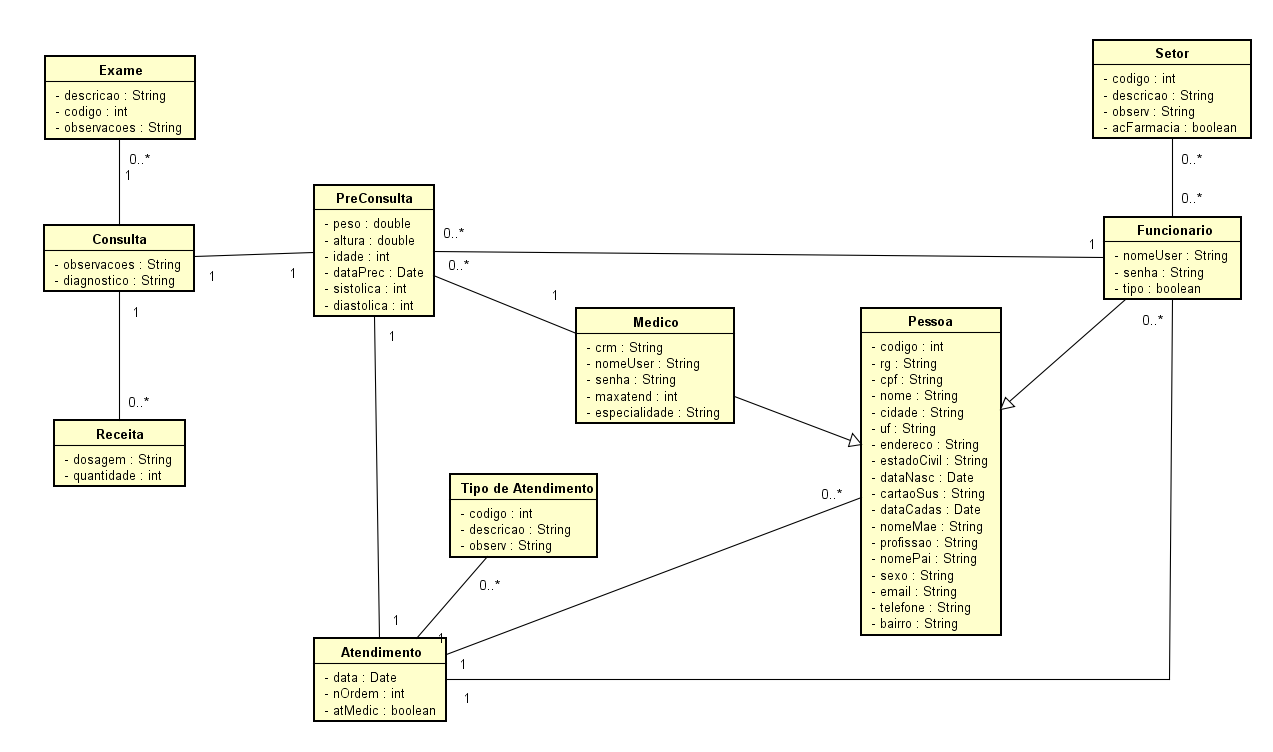 Exame
- descricao : String
- codigo : int
- observacoes : String
0..*
1
Consulta
- observacoes : String
- diagnostico : String
1
1
0..*
Receita
- dosagem : String
- quantidade : int
PreConsulta
- peso : double
- altura : double
- idade : int
- dataPrec : Date
- sistolica : int
- diastolica : int
1
0..*
1
0..*
1
1
1
Medico
- crm : String
- nomeUser : String
- senha : String
- maxatend : int
- especialidade : String
Setor
- codigo : int
- descricao : String
- observ : String
- acFarmacia : boolean
0..*
0..*
Funcionario
- nomeUser : String
- senha : String
- tipo : boolean
0..*
Pessoa
- codigo : int
- rg : String
- cpf : String
- nome : String
- cidade : String
- uf : String
- endereco : String
- estadoCivil : String
- dataNasc : Date
- cartaoSus : String
- dataCadas : Date
- nomeMae : String
- profissao : String
- nomePai : String
- sexo : String
- email : String
- telefone : String
- bairro : String
0..*
Tipo de Atendimento
- codigo : int
- descricao : String
- observ : String
0..*
1
1
1
Atendimento
- data : Date
- nOrdem : int
- atMedic : boolean